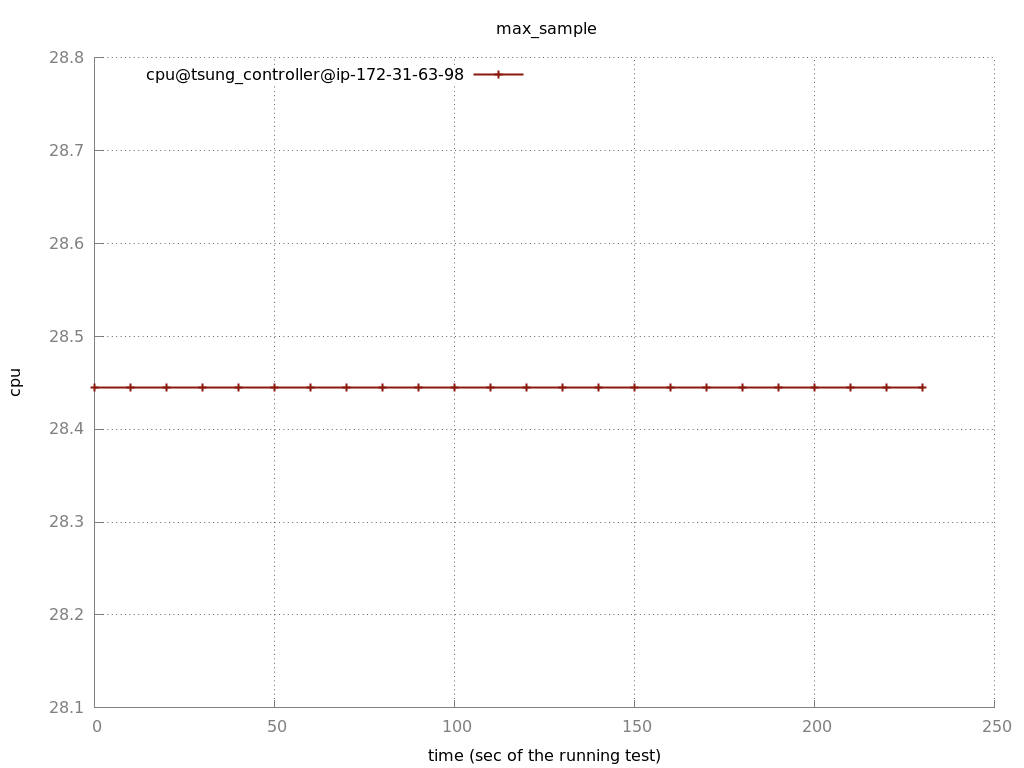 max_sample
28.8
cpu@tsung_controller@ip-172-31-63-98
28.7
28.6
28.5
cpu
28.4
28.3
28.2
28.1
0 50 100 150 200 250
time (sec of the running test)